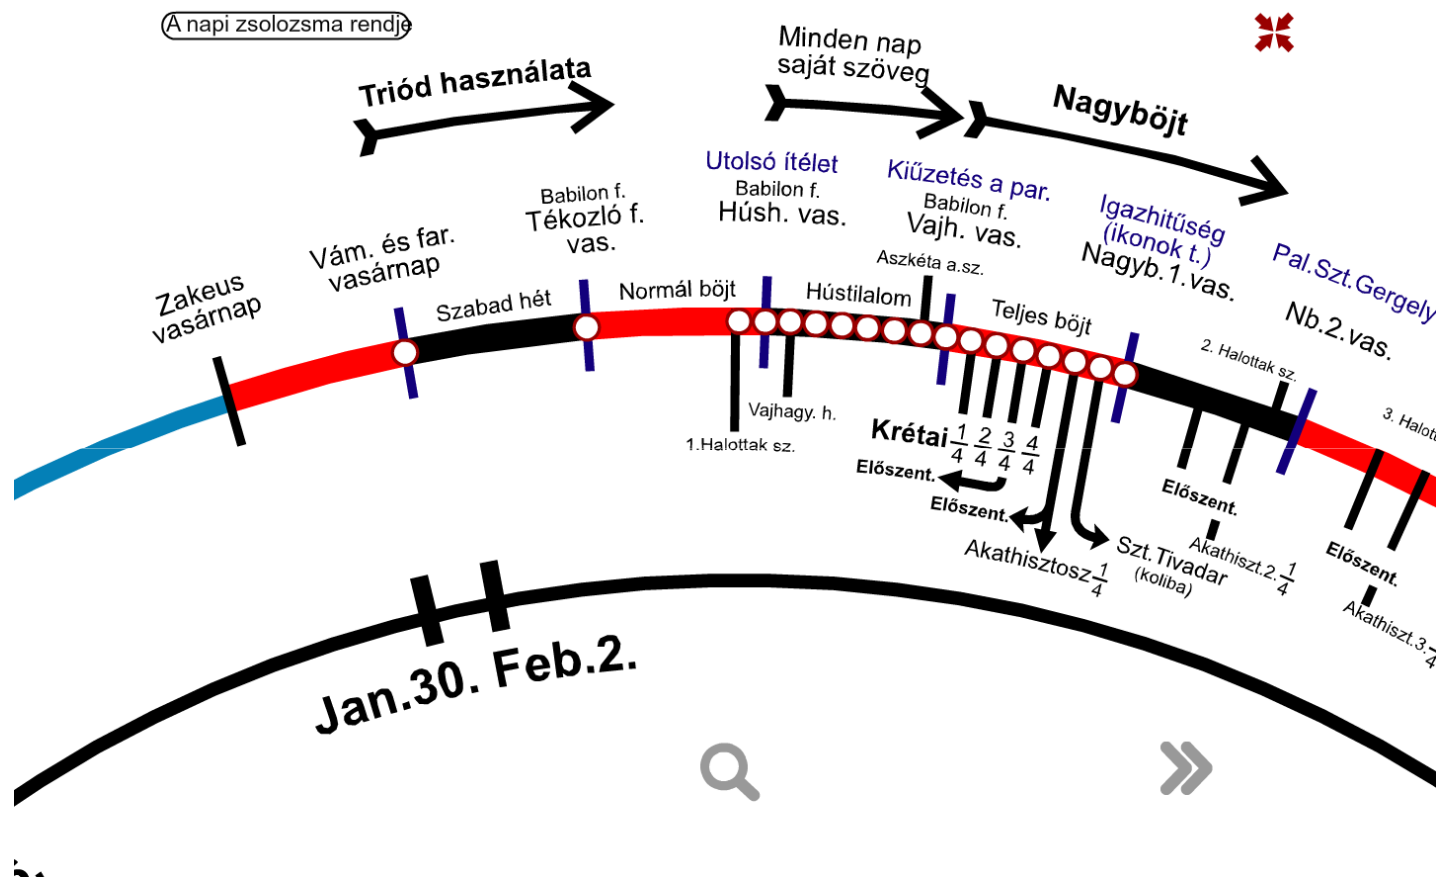 A napi zsolozsma rendje
Triód használata
Minden nap
saját szöveg
Nagyböjt
Zakeus
vasárnap
Vám. és far.
vasárnap
Szabad hét
Babilon f.
Tékozló f.
vas.
Normál böjt
Utolsó ítélet
Babilon f.
Húsh. vas.
Hústilalom
Kiűzetés a par.
Babilon f.
Vajh. vas.
Aszkéta a.sz.
Teljes böjt
Igazhitűség
(ikonok t.)
Nagyb.1.vas.
Pal.Szt.Gergely
Nb.2.vas.
2. Halottak sz.
3. Halott
1.Halottak sz.
Vajhagy. h.
Krétai 1/4 2/4 3/4 4/4
Előszent.
Előszent.
Akathisztosz 1/4
Szt.Tivadar
(koliba)
Előszent.
Akathiszt.2. 1/4
Előszent.
Akathiszt.3. /4
Jan.30. Feb.2.